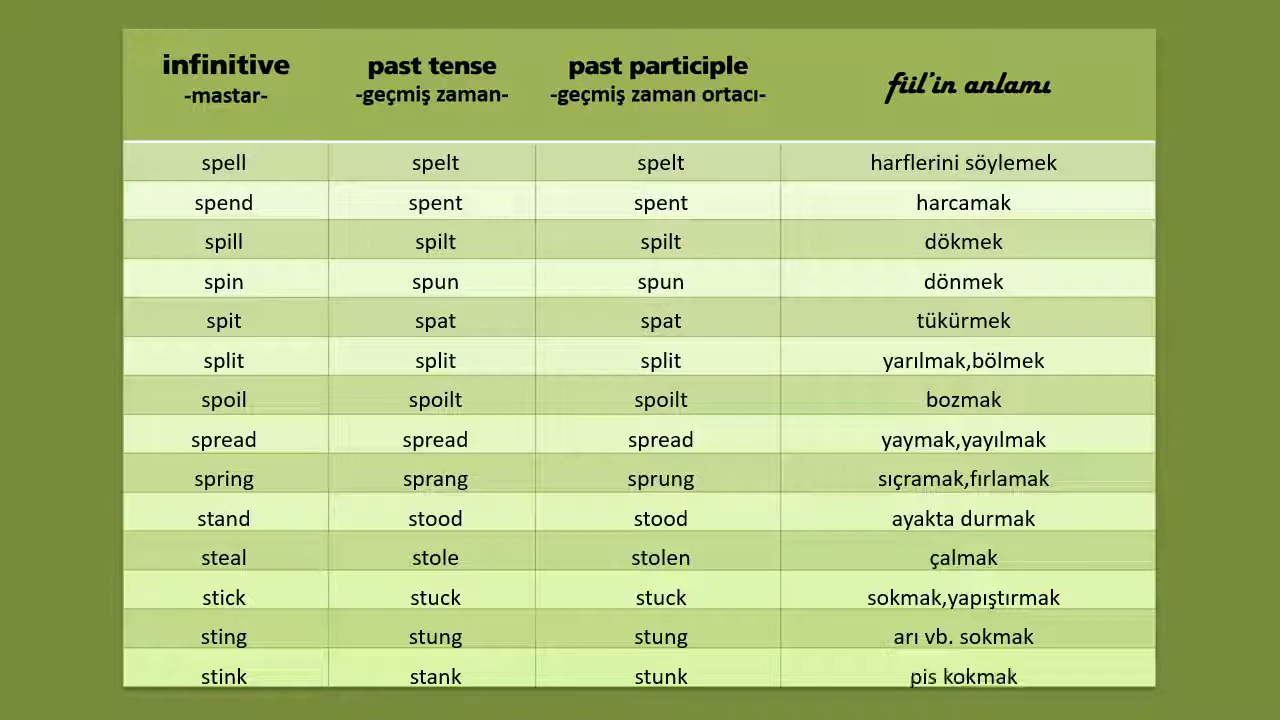 infinitive past tense past participle fiil'in anlamı
-mastar- -geçmiş zaman- -geçmiş zaman ortacı-
spell spelt spelt harflerini söylemek
spend spent spent harcamak
spill spilt spilt dökmek
spin spun spun dönmek
spit spat spat tükürmek
split split split yarılmak,bölmek
spoil spoilt spoilt bozmak
spread spread spread yaymak,yayılmak
spring sprang sprung sıçramak,fırlamak
stand stood stood ayakta durmak
steal stole stolen çalmak
stick stuck stuck sokmak,yapıştırmak
sting stung stung arı vb. sokmak
stink stank stunk pis kokmak